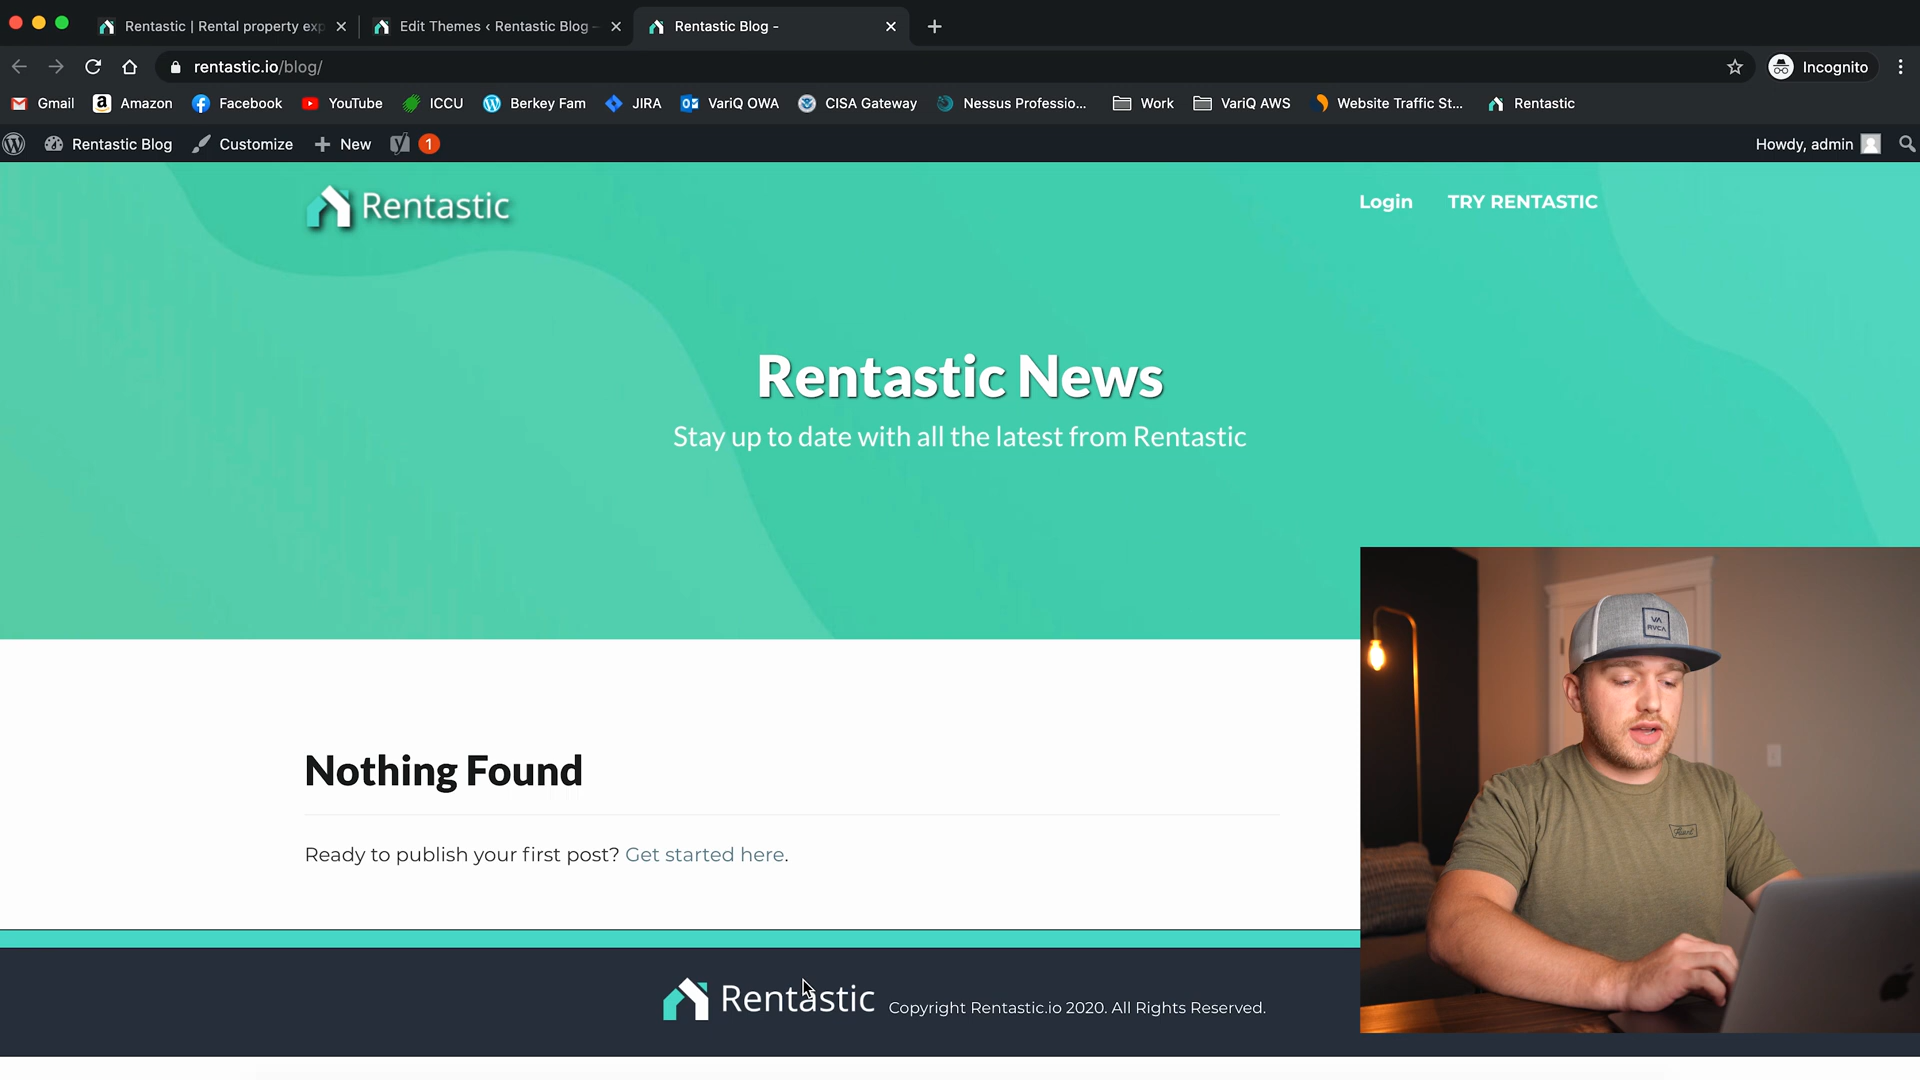 Rentastic | Rental property exp
Edit Themes ‹ Rentastic Blog –
Rentastic Blog -
rentastic.io/blog/
Incognito
Gmail
Amazon
Facebook
YouTube
ICCU
Berkey Fam
JIRA
VariQ OWA
CISA Gateway
Nessus Professio...
Work
VariQ AWS
Website Traffic St...
Rentastic
Rentastic Blog
Customize
New
1
Howdy, admin
Rentastic
Login
TRY RENTASTIC
Rentastic News
Stay up to date with all the latest from Rentastic
VA
RVCA
Nothing Found
Ready to publish your first post? Get started here.
Rentastic
Copyright Rentastic.io 2020. All Rights Reserved.